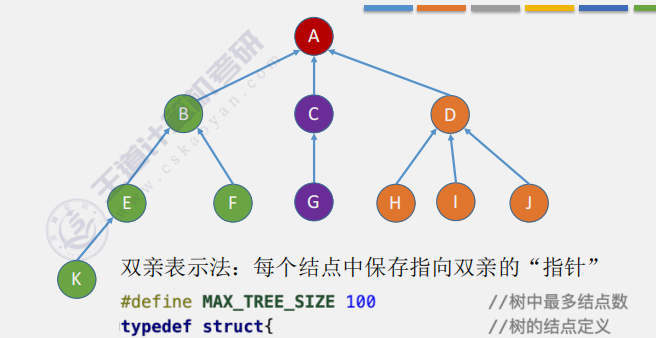 A
B
C
D
E
F
G
H
I
J
K
王道计算机考研
www.cskaoyan.com
双亲表示法：每个结点中保存指向双亲的“指针”
#define MAX_TREE_SIZE 100 //树中最多结点数
typedef struct{ //树的结点定义